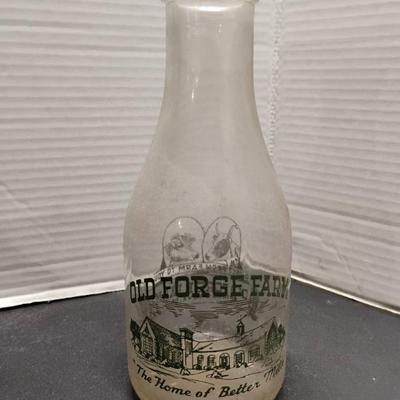 OLD FORGE FARM
"The Home of Better Milk